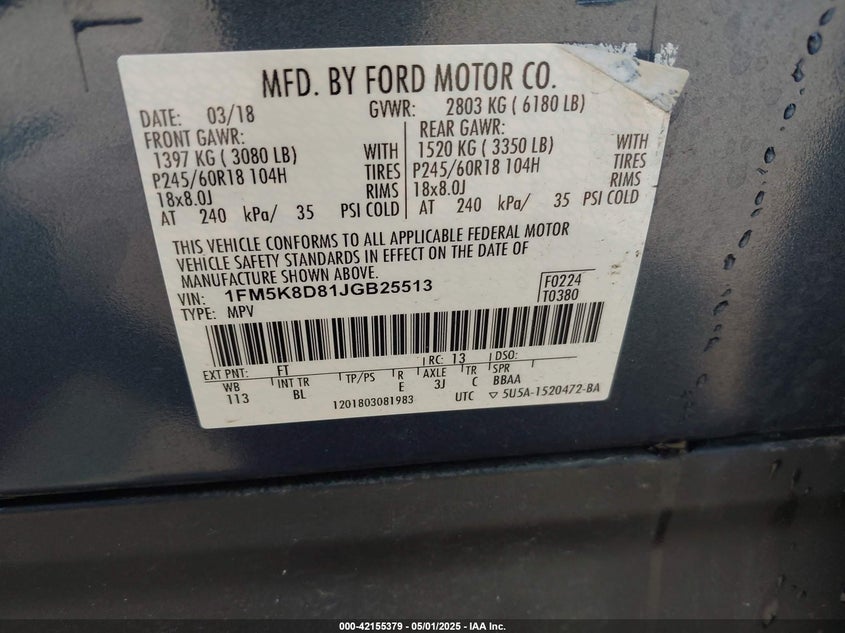 MFD. BY FORD MOTOR CO.
DATE: 03/18 GVWR: 2803 KG ( 6180 LB)
FRONT GAWR: REAR GAWR:
1397 KG ( 3080 LB) WITH 1520 KG ( 3350 LB) WITH
P245/60R18 104H TIRES P245/60R18 104H TIRES
18x8.0J RIMS 18x8.0J RIMS
AT 240 kPa/ 35 PSI COLD AT 240 kPa/ 35 PSI COLD
THIS VEHICLE CONFORMS TO ALL APPLICABLE FEDERAL MOTOR
VEHICLE SAFETY STANDARDS IN EFFECT ON THE DATE OF
MANUFACTURE SHOWN ABOVE.
VIN: 1FM5K8D81JGB25513 F0224
TYPE: MPV T0380
EXT PNT: FT RC: 13 DSO:
WB INT TR TP/PS R AXLE TR SPR
113 BL E 3J C BBAA
1201803081983 UTC ▽ 5U5A-1520472-BA
000-42155379 - 05/01/2025 - IAA Inc.